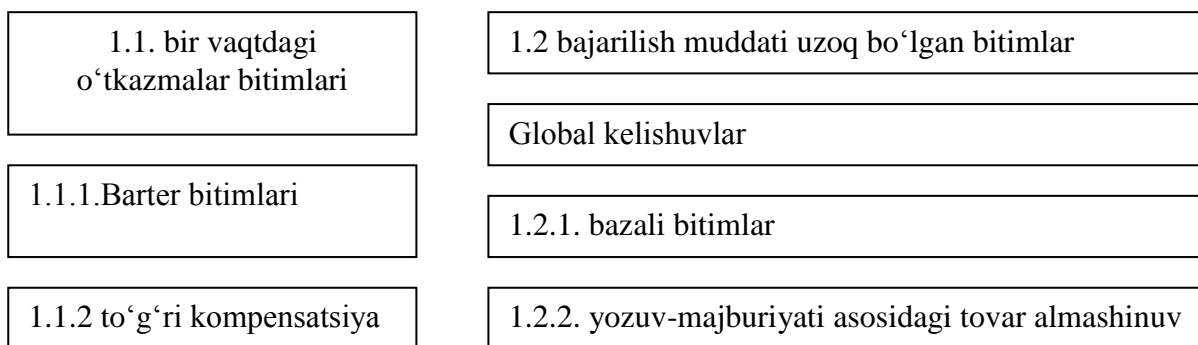 1.1. bir vaqtdagi
o‘tkazmalar bitimlari
1.1.1.Barter bitimlari
1.1.2 to‘g‘ri kompensatsiya
1.2 bajarilish muddati uzoq bo‘lgan bitimlar
Global kelishuvlar
1.2.1. bazali bitimlar
1.2.2. yozuv-majburiyati asosidagi tovar almashinuv